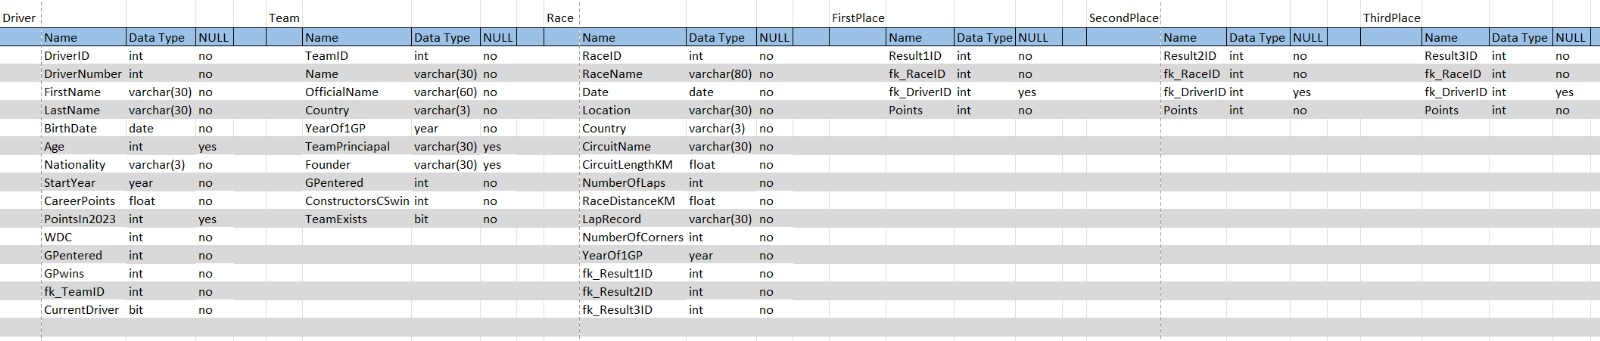 Driver Team Race FirstPlace SecondPlace ThirdPlace
Name Data Type NULL Name Data Type NULL Name Data Type NULL Name Data Type NULL Name Data Type NULL Name Data Type NULL
DriverID int no TeamID int no RaceID int no Result1ID int no Result2ID int no Result3ID int no
DriverNumber int no Name varchar(30) no RaceName varchar(80) no fk_RaceID int no fk_RaceID int no fk_RaceID int no
FirstName varchar(30) no OfficialName varchar(60) no Date date no fk_DriverID int yes fk_DriverID int yes fk_DriverID int yes
LastName varchar(30) no Country varchar(3) no Location varchar(30) no Points int no Points int no Points int no
BirthDate date no YearOf1GP year no Country varchar(3) no
Age int yes TeamPrinciapal varchar(30) yes CircuitName varchar(30) no
Nationality varchar(3) no Founder varchar(30) yes CircuitLengthKM float no
StartYear year no GPentered int no NumberOfLaps int no
CareerPoints float no ConstructorsCSwin int no RaceDistanceKM float no
PointsIn2023 int yes TeamExists bit no LapRecord varchar(30) no
WDC int no NumberOfCorners int no
GPentered int no YearOf1GP year no
GPwins int no fk_Result1ID int no
fk_TeamID int no fk_Result2ID int no
CurrentDriver bit no fk_Result3ID int no